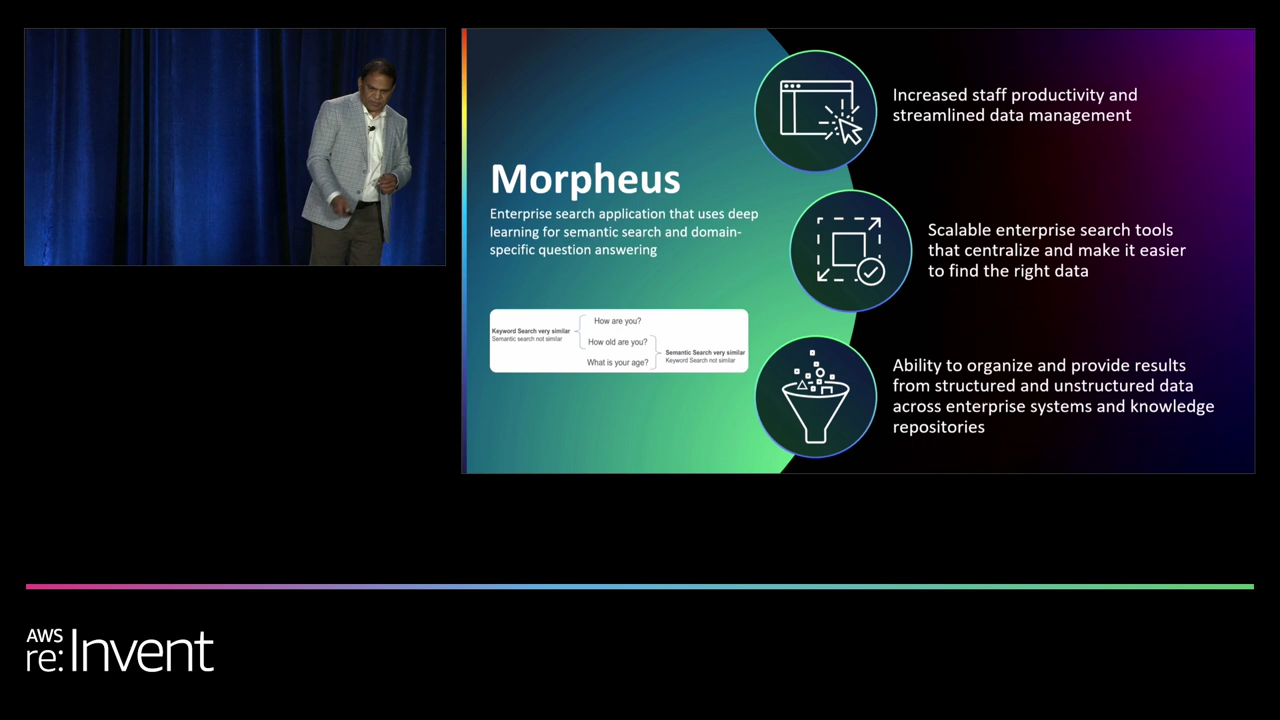 Morpheus
Enterprise search application that uses deep
learning for semantic search and domain-
specific question answering
Keyword Search very similar
Semantic search not similar
How are you?
How old are you?
What is your age?
Semantic Search very similar
Keyword Search not similar
Increased staff productivity and
streamlined data management
Scalable enterprise search tools
that centralize and make it easier
to find the right data
Ability to organize and provide results
from structured and unstructured data
across enterprise systems and knowledge
repositories
AWS
re:Invent